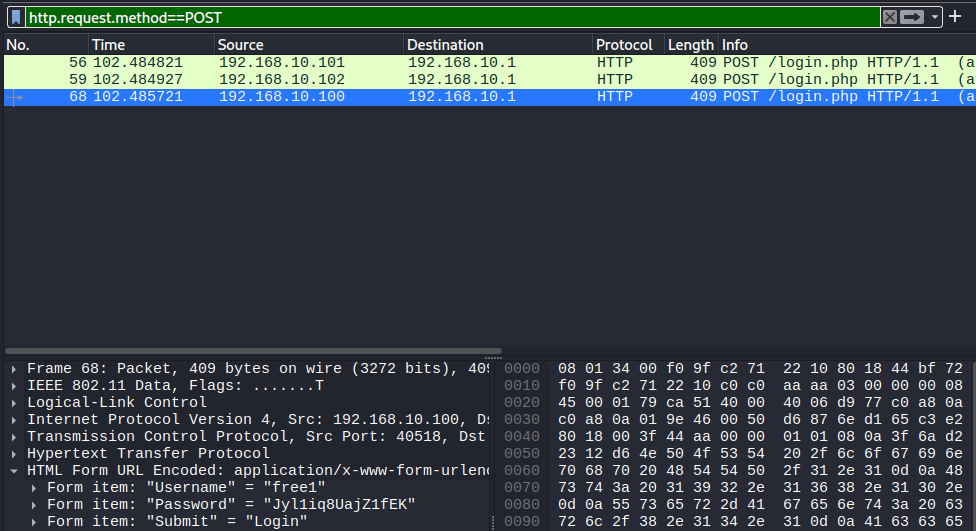 http.request.method==POST
No. Time Source Destination Protocol Length Info
56 102.484821 192.168.10.101 192.168.10.1 HTTP 409 POST /login.php HTTP/1.1 (a
59 102.484927 192.168.10.102 192.168.10.1 HTTP 409 POST /login.php HTTP/1.1 (a
68 102.485721 192.168.10.100 192.168.10.1 HTTP 409 POST /login.php HTTP/1.1 (a
Frame 68: Packet, 409 bytes on wire (3272 bits), 409
IEEE 802.11 Data, Flags: .......T
Logical-Link Control
Internet Protocol Version 4, Src: 192.168.10.100, Ds
Transmission Control Protocol, Src Port: 40518, Dst
Hypertext Transfer Protocol
HTML Form URL Encoded: application/x-www-form-urlenc
Form item: "Username" = "free1"
Form item: "Password" = "Jyl1iq8UajZ1fEK"
Form item: "Submit" = "Login"
0000 08 01 34 00 f0 9f c2 71 22 10 80 18 44 bf 72
0010 f0 9f c2 71 22 10 c0 c0 aa aa 03 00 00 00 08
0020 45 00 01 79 ca 51 40 00 40 06 d9 77 c0 a8 0a
0030 c0 a8 0a 01 9e 46 00 50 d6 87 6e d1 65 c3 e2
0040 80 18 00 3f 44 aa 00 00 01 01 08 0a 3f 6a d2
0050 23 12 d6 4e 50 4f 53 54 20 2f 6c 6f 67 69 6e
0060 70 68 70 20 48 54 54 50 2f 31 2e 31 0d 0a 48
0070 73 74 3a 20 31 39 32 2e 31 36 38 2e 31 30 2e
0080 0d 0a 55 73 65 72 2d 41 67 65 6e 74 3a 20 63
0090 72 6c 2f 38 2e 31 34 2e 31 0d 0a 41 63 63 65